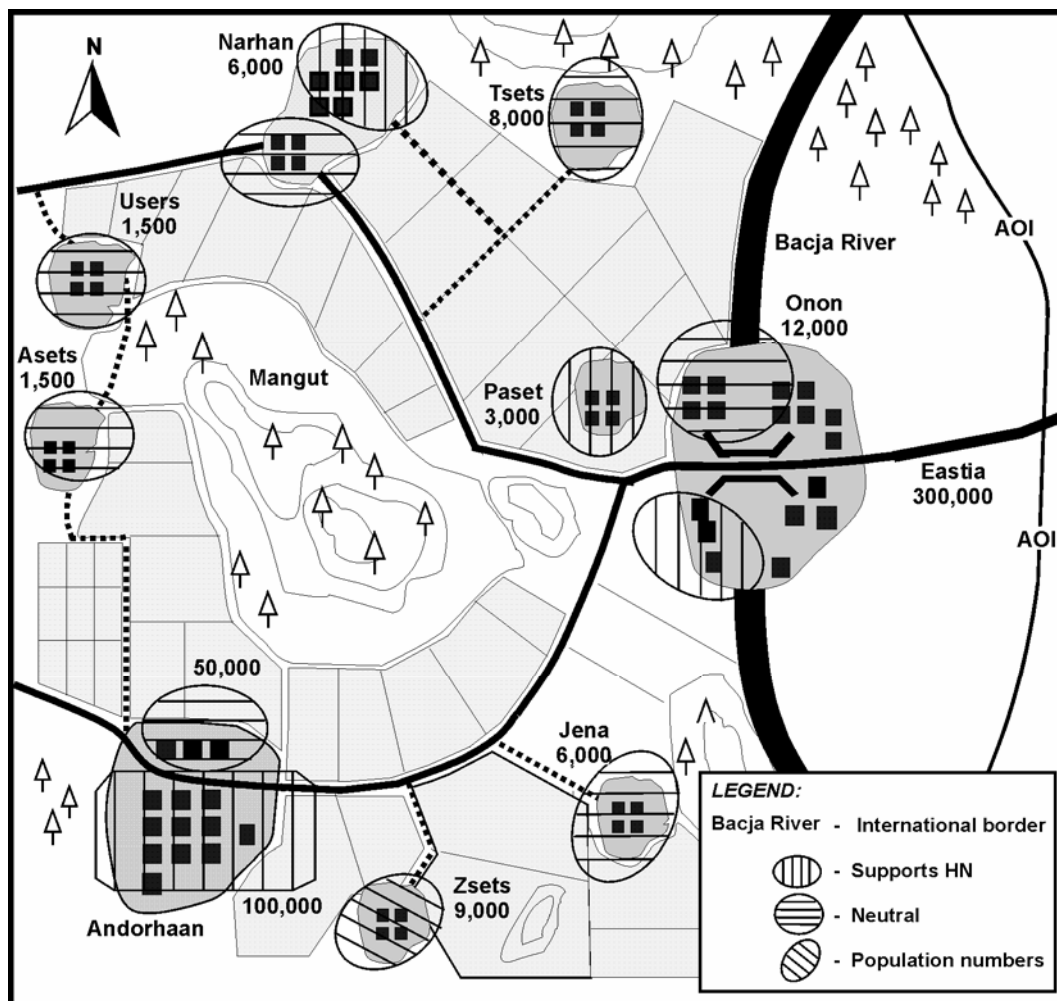 N
Narhan
6,000
Tsets
8,000
Users
1,500
Bacja River
AOI
Onon
12,000
Asets
1,500
Mangut
Paset
3,000
Eastia
300,000
AOI
50,000
Jena
6,000
Zsets
9,000
100,000
Andorhaan
LEGEND:
Bacja River - International border
- Supports HN
- Neutral
- Population numbers